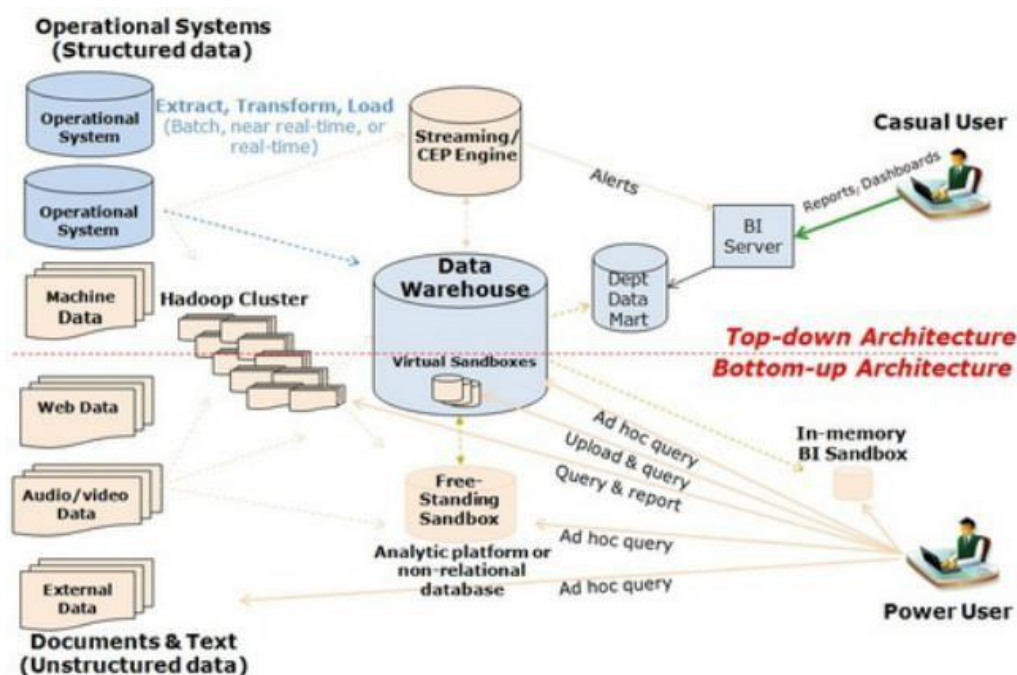 Operational Systems
(Structured data)
Operational
System
Extract, Transform, Load
(Batch, near real-time, or
real-time)
Streaming/
CEP Engine
Casual User
Alerts
Reports, Dashboards
Operational
System
BI
Server
Machine
Data
Hadoop Cluster
Data
Warehouse
Dept
Data
Mart
Top-down Architecture
Bottom-up Architecture
Virtual Sandboxes
Web Data
Ad hoc query
Upload & query
Query & report
In-memory
BI Sandbox
Audio/video
Data
Free-
Standing
Sandbox
Ad hoc query
Analytic platform or
non-relational
database
Ad hoc query
External
Data
Power User
Documents & Text
(Unstructured data)